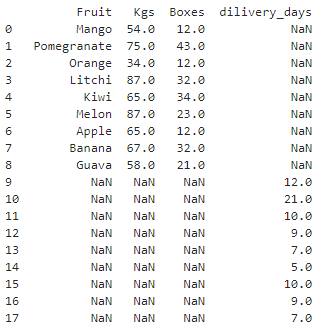 Fruit Kgs Boxes dilivery_days
0 Mango 54.0 12.0 NaN
1 Pomegranate 75.0 43.0 NaN
2 Orange 34.0 12.0 NaN
3 Litchi 87.0 32.0 NaN
4 Kiwi 65.0 34.0 NaN
5 Melon 87.0 23.0 NaN
6 Apple 65.0 12.0 NaN
7 Banana 67.0 32.0 NaN
8 Guava 58.0 21.0 NaN
9 NaN NaN NaN 12.0
10 NaN NaN NaN 21.0
11 NaN NaN NaN 10.0
12 NaN NaN NaN 9.0
13 NaN NaN NaN 7.0
14 NaN NaN NaN 5.0
15 NaN NaN NaN 10.0
16 NaN NaN NaN 9.0
17 NaN NaN NaN 7.0